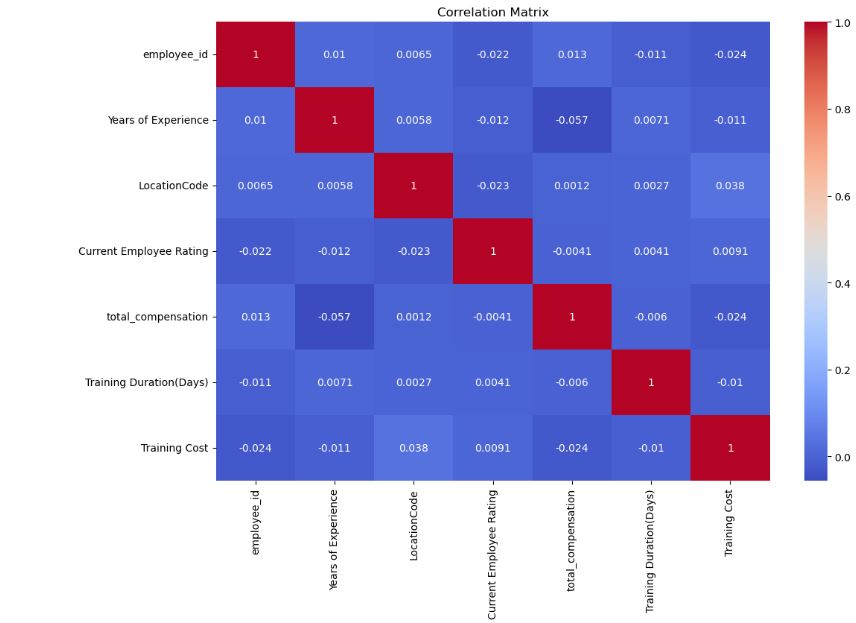 Correlation Matrix
employee_id 1 0.01 0.0065 -0.022 0.013 -0.011 -0.024
Years of Experience 0.01 1 0.0058 -0.012 -0.057 0.0071 -0.011
LocationCode 0.0065 0.0058 1 -0.023 0.0012 0.0027 0.038
Current Employee Rating -0.022 -0.012 -0.023 1 -0.0041 0.0041 0.0091
total_compensation 0.013 -0.057 0.0012 -0.0041 1 -0.006 -0.024
Training Duration(Days) -0.011 0.0071 0.0027 0.0041 -0.006 1 -0.01
Training Cost -0.024 -0.011 0.038 0.0091 -0.024 -0.01 1
employee_id
Years of Experience
LocationCode
Current Employee Rating
total_compensation
Training Duration(Days)
Training Cost
1.0
0.8
0.6
0.4
0.2
0.0